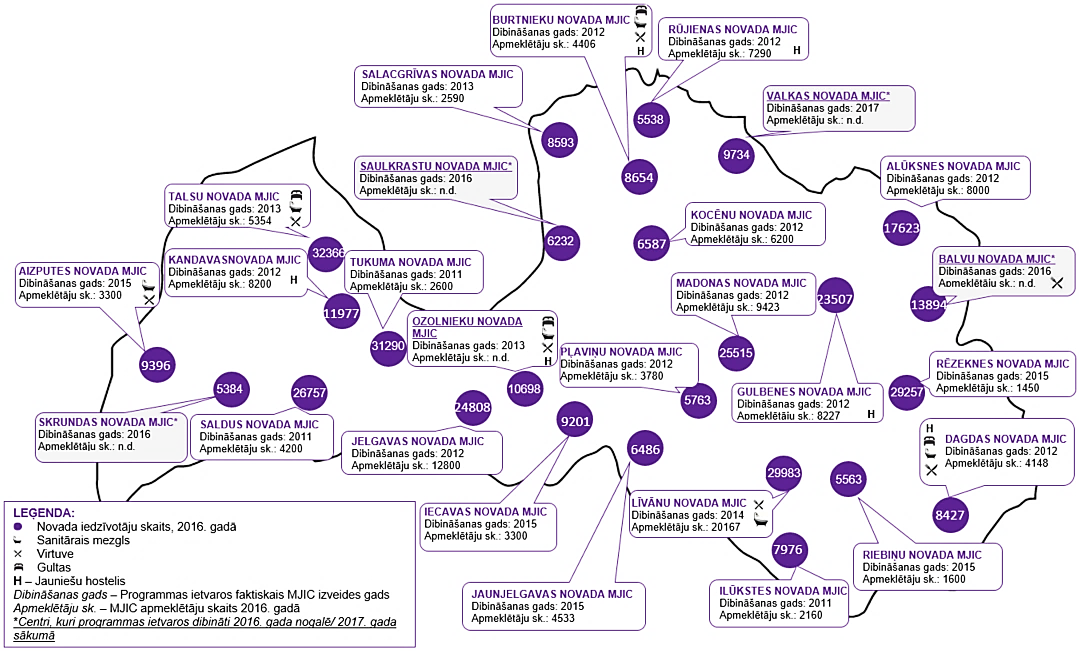 BURTNIEKU NOVADA MJIC
Dibināšanas gads: 2012
Apmeklētāju sk.: 4406
H
RŪJIENAS NOVADA MJIC
Dibināšanas gads: 2012
Apmeklētāju sk.: 7290
H
SALACGRĪVAS NOVADA MJIC
Dibināšanas gads: 2013
Apmeklētāju sk.: 2590
VALKAS NOVADA MJIC*
Dibināšanas gads: 2017
Apmeklētāju sk.: n.d.
5538
8593
9734
8654
SAULKRASTU NOVADA MJIC*
Dibināšanas gads: 2016
Apmeklētāju sk.: n.d.
ALŪKSNES NOVADA MJIC
Dibināšanas gads: 2012
Apmeklētāju sk.: 8000
TALSU NOVADA MJIC
Dibināšanas gads: 2013
Apmeklētāju sk.: 5354
KOCĒNU NOVADA MJIC
Dibināšanas gads: 2012
Apmeklētāju sk.: 6200
17623
6232
6587
32366
KANDAVASNOVADA MJIC
Dibināšanas gads: 2012
Apmeklētāju sk.: 8200
H
TUKUMA NOVADA MJIC
Dibināšanas gads: 2011
Apmeklētāju sk.: 2600
AIZPUTES NOVADA MJIC
Dibināšanas gads: 2015
Apmeklētāju sk.: 3300
BALVU NOVADA MJIC*
Dibināšanas gads: 2016
Apmeklētāju sk.: n.d.
MADONAS NOVADA MJIC
Dibināšanas gads: 2012
Apmeklētāju sk.: 9423
23507
13894
11977
OZOLNIEKU NOVADA
MJIC
Dibināšanas gads: 2013
Apmeklētāju sk.: n.d.
H
31290
PĻAVIŅU NOVADA MJIC
Dibināšanas gads: 2012
Apmeklētāju sk.: 3780
25515
9396
RĒZEKNES NOVADA MJIC
Dibināšanas gads: 2015
Apmeklētāju sk.: 1450
5384
26757
10698
5763
GULBENES NOVADA MJIC
Dibināšanas gads: 2012
Apmeklētāju sk.: 8227
H
29257
24808
9201
SKRUNDAS NOVADA MJIC*
Dibināšanas gads: 2016
Apmeklētāju sk.: n.d.
SALDUS NOVADA MJIC
Dibināšanas gads: 2011
Apmeklētāju sk.: 4200
JELGAVAS NOVADA MJIC
Dibināšanas gads: 2012
Apmeklētāju sk.: 12800
6486
H
DAGDAS NOVADA MJIC
Dibināšanas gads: 2012
Apmeklētāju sk.: 4148
29983
5563
8427
LĪVĀNU NOVADA MJIC
Dibināšanas gads: 2014
Apmeklētāju sk.: 20167
IECAVAS NOVADA MJIC
Dibināšanas gads: 2015
Apmeklētāju sk.: 3300
7976
RIEBIŅU NOVADA MJIC
Dibināšanas gads: 2015
Apmeklētāju sk.: 1600
JAUNJELGAVAS NOVADA MJIC
Dibināšanas gads: 2015
Apmeklētāju sk.: 4533
ILŪKSTES NOVADA MJIC
Dibināšanas gads: 2011
Apmeklētāju sk.: 2160
LEĢENDA:
Novada iedzīvotāju skaits, 2016. gadā
Sanitārais mezgls
Virtuve
Gultas
H – Jauniešu hostelis
Dibināšanas gads – Programmas ietvaros faktiskais MJIC izveides gads
Apmeklētāju sk. – MJIC apmeklētāju skaits 2016. gadā
*Centri, kuri programmas ietvaros dibināti 2016. gada nogalē/ 2017. gada
sākumā